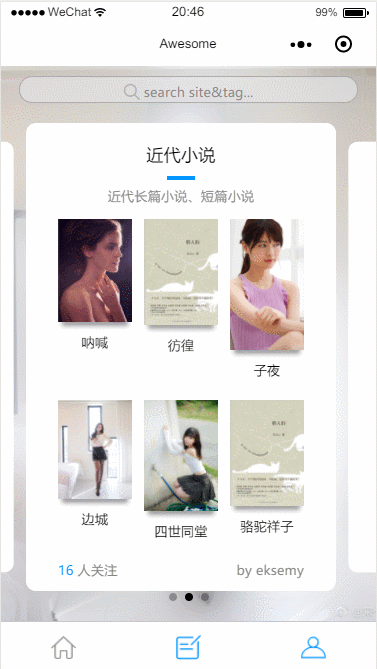 ●●●●● WeChat 20:46 99%
Awesome
search site&tag...
近代小说
近代长篇小说、短篇小说
呐喊 彷徨 子夜
边城 四世同堂 骆驼祥子
16 人关注 by eksemy